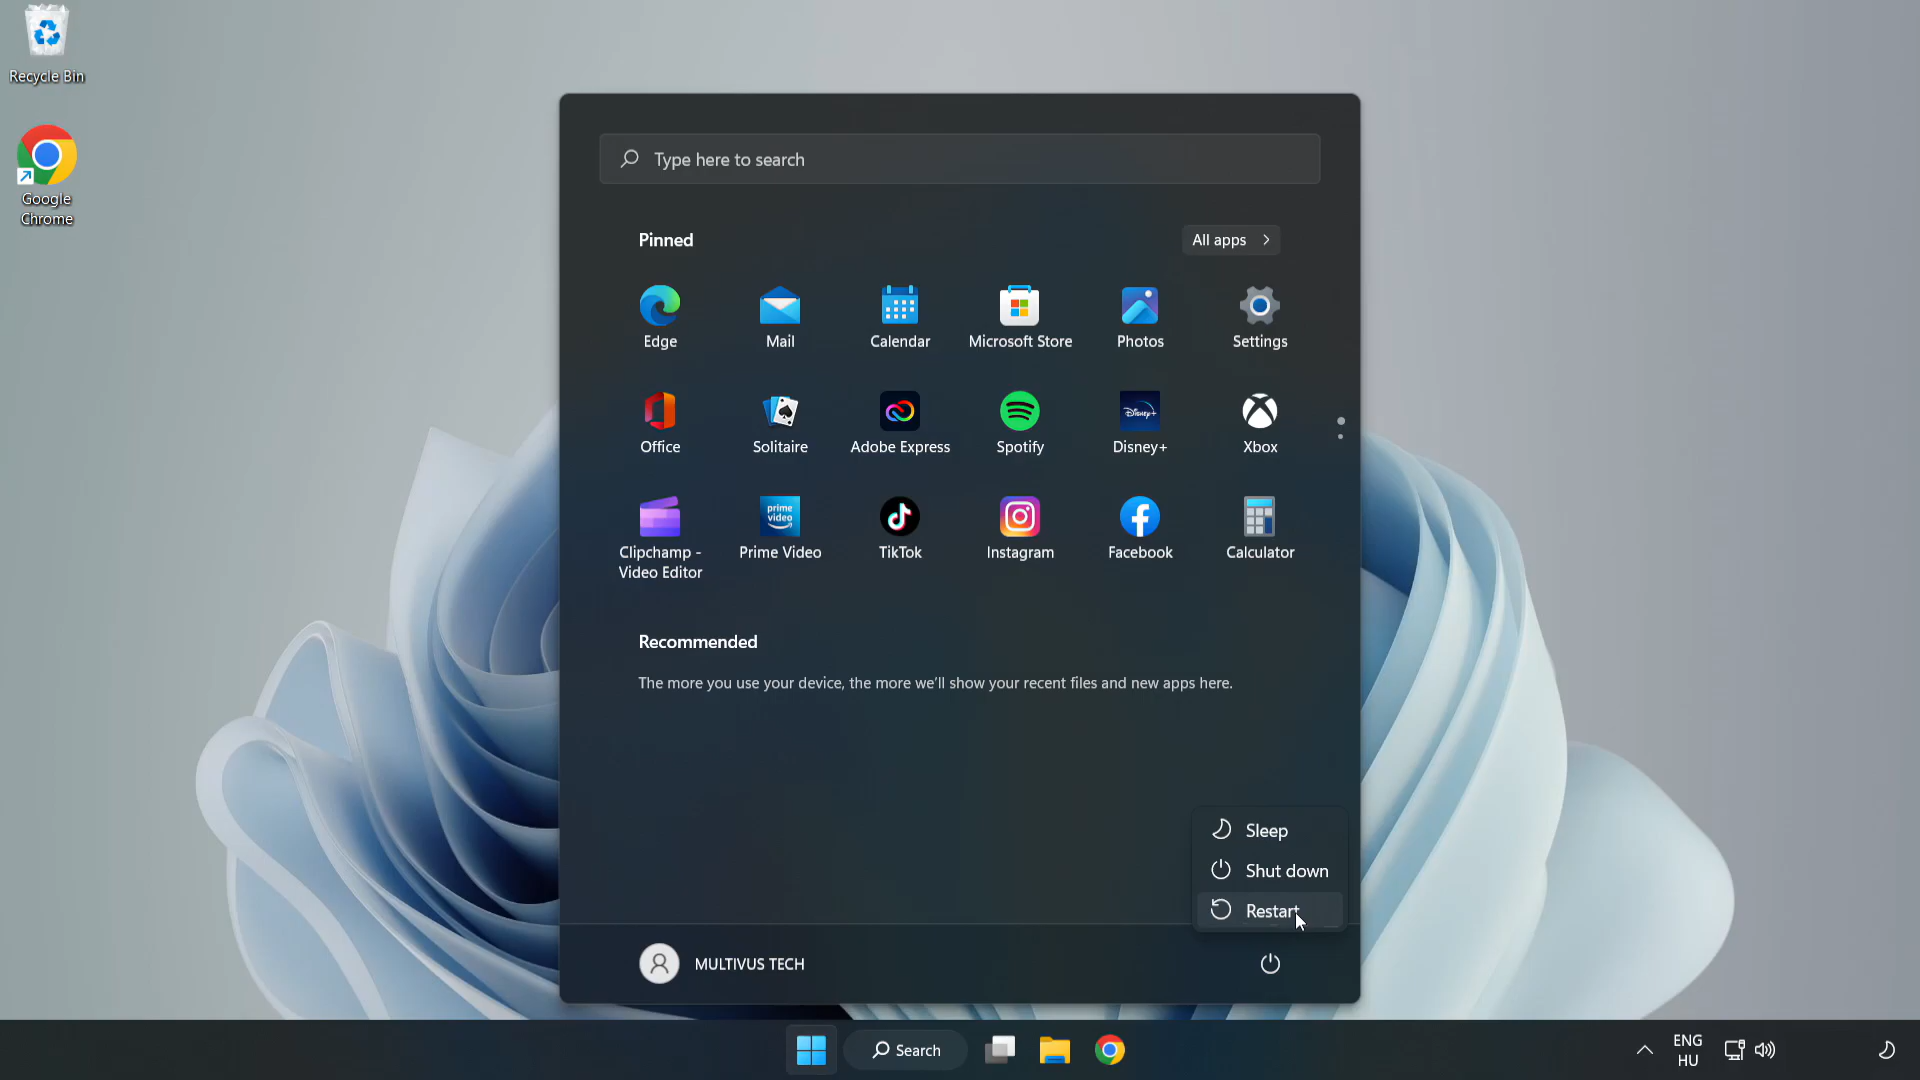 Recycle Bin
Google
Chrome
Type here to search
Pinned
All apps
Edge
Mail
Calendar
Microsoft Store
Photos
Settings
Office
Solitaire
Adobe Express
Spotify
Disney+
Disney+
Xbox
prime
video
Clipchamp -
Video Editor
Prime Video
TikTok
Instagram
Facebook
Calculator
Recommended
The more you use your device, the more we'll show your recent files and new apps here.
Sleep
Shut down
Restart
MULTIVUS TECH
Search
ENG
HU